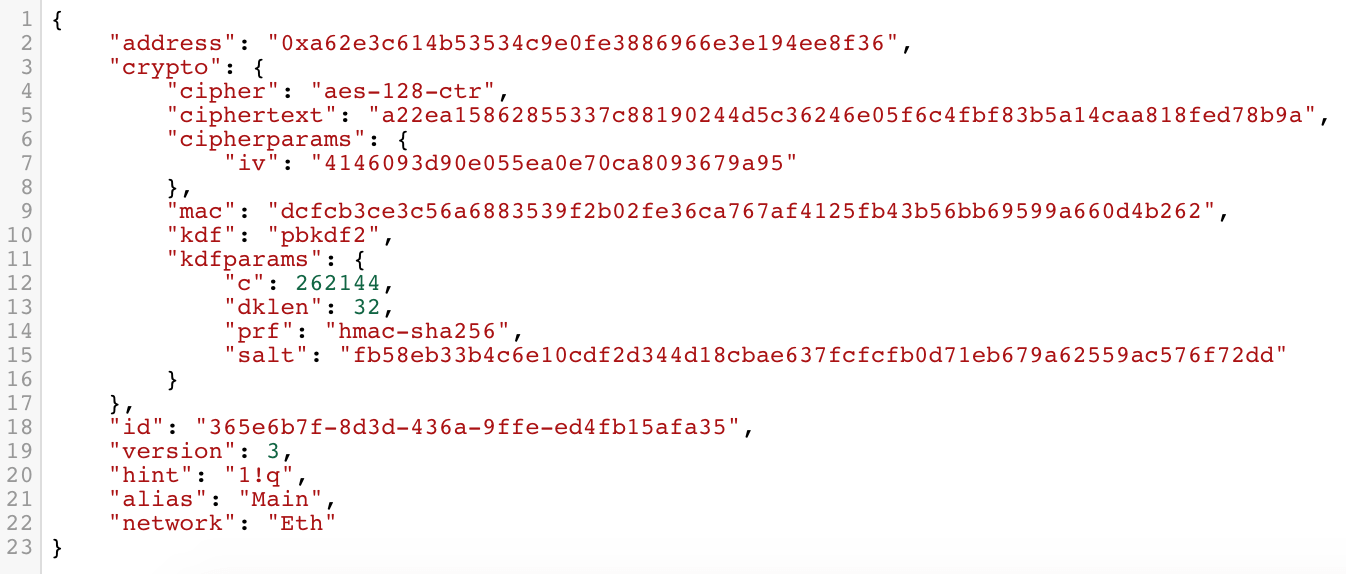 1 {
2 "address": "0xa62e3c614b53534c9e0fe3886966e3e194ee8f36",
3 "crypto": {
4 "cipher": "aes-128-ctr",
5 "ciphertext": "a22ea15862855337c88190244d5c36246e05f6c4fbf83b5a14caa818fed78b9a",
6 "cipherparams": {
7 "iv": "4146093d90e055ea0e70ca8093679a95"
8 },
9 "mac": "dcfcb3ce3c56a6883539f2b02fe36ca767af4125fb43b56bb69599a660d4b262",
10 "kdf": "pbkdf2",
11 "kdfparams": {
12 "c": 262144,
13 "dklen": 32,
14 "prf": "hmac-sha256",
15 "salt": "fb58eb33b4c6e10cdf2d344d18cbae637fcfcfb0d71eb679a62559ac576f72dd"
16 }
17 },
18 "id": "365e6b7f-8d3d-436a-9ffe-ed4fb15afa35",
19 "version": 3,
20 "hint": "1!q",
21 "alias": "Main",
22 "network": "Eth"
23 }